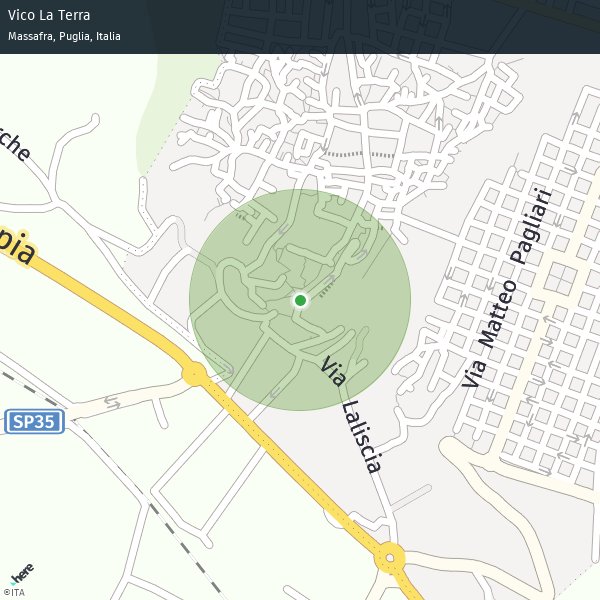 Vico La Terra
Massafra, Puglia, Italia
rche
pia
Via Matteo Pagliari
Via Laliscia
SP35
here
©ITA